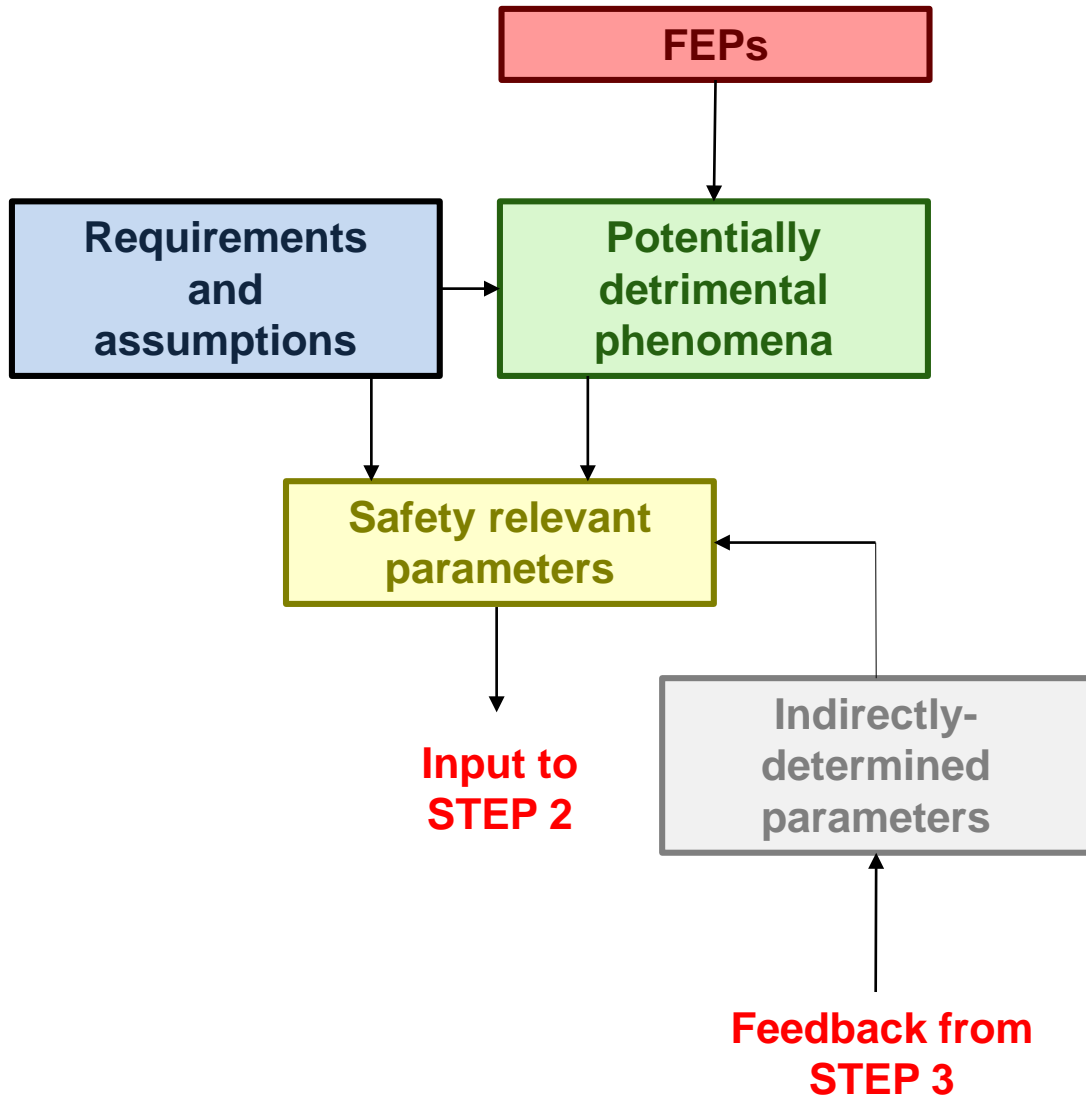 FEPs
Requirements
and
assumptions
Potentially
detrimental
phenomena
Safety relevant
parameters
Input to
STEP 2
Indirectly-
determined
parameters
Feedback from
STEP 3